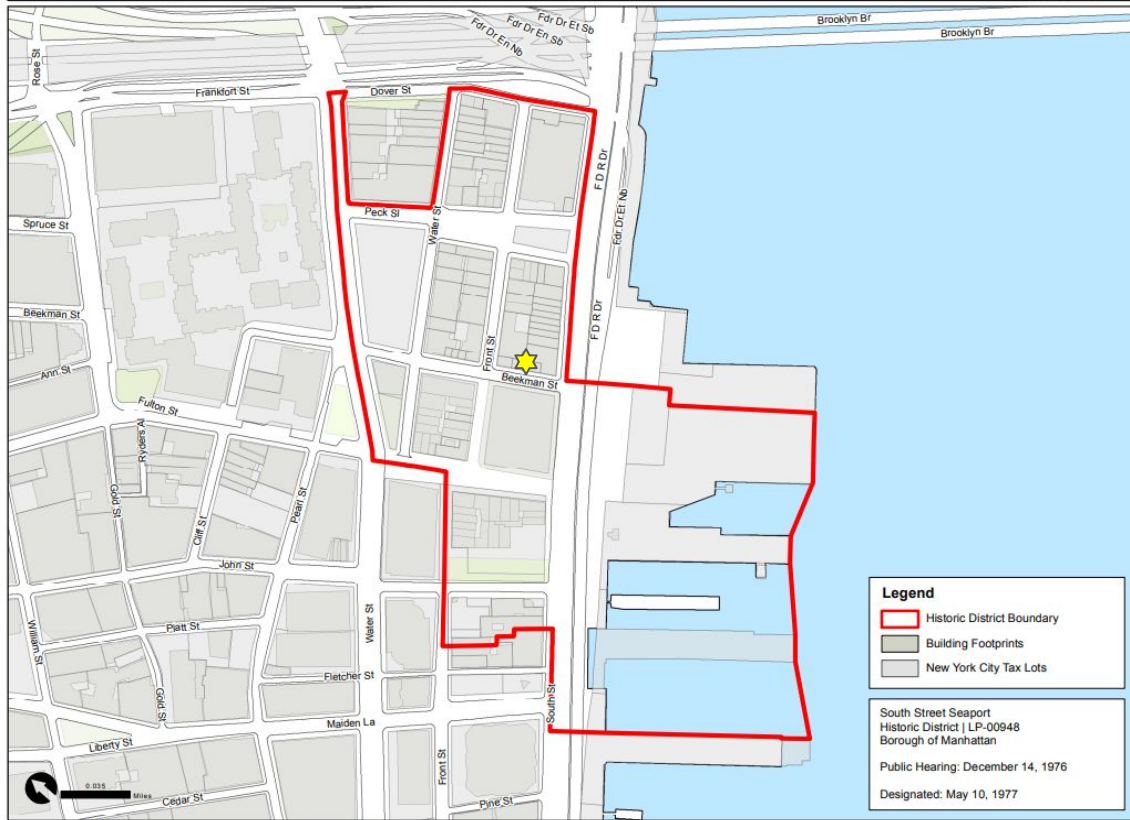 Fdr Dr Et Sb
Fdr Dr En Sb
Fdr Dr En Nb
Brooklyn Br
Brooklyn Br
Rose St
Frankfort St
Dover St
F D R Dr
Fdr Dr Et Nb
Peck Sl
Water St
Spruce St
Beekman St
F D R Dr
Front St
Beekman St
Ann St
Fulton St
Ryders Al
Gold St
Cliff St
Pearl St
John St
Platt St
William St
Water St
Fletcher St
Gold St
South St
Maiden La
Liberty St
Front St
Cedar St
Pine St
0.035
Miles
Legend
Historic District Boundary
Building Footprints
New York City Tax Lots
South Street Seaport
Historic District | LP-00948
Borough of Manhattan
Public Hearing: December 14, 1976
Designated: May 10, 1977